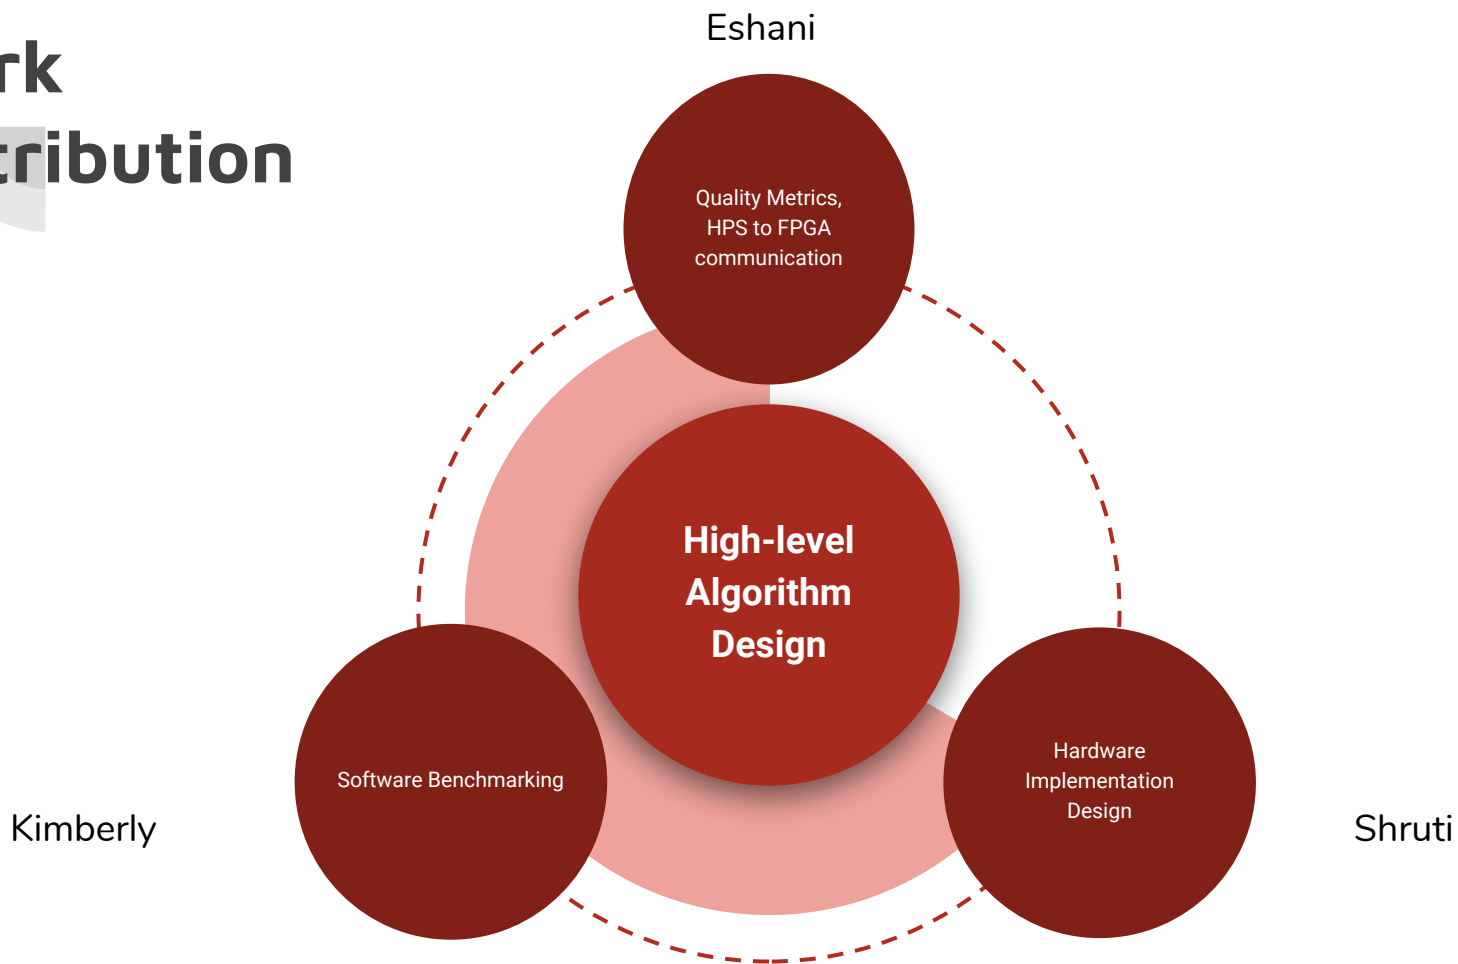 Eshani
rk
tribution
Quality Metrics,
HPS to FPGA
communication
High-level
Algorithm
Design
Software Benchmarking
Hardware
Implementation
Design
Kimberly
Shruti